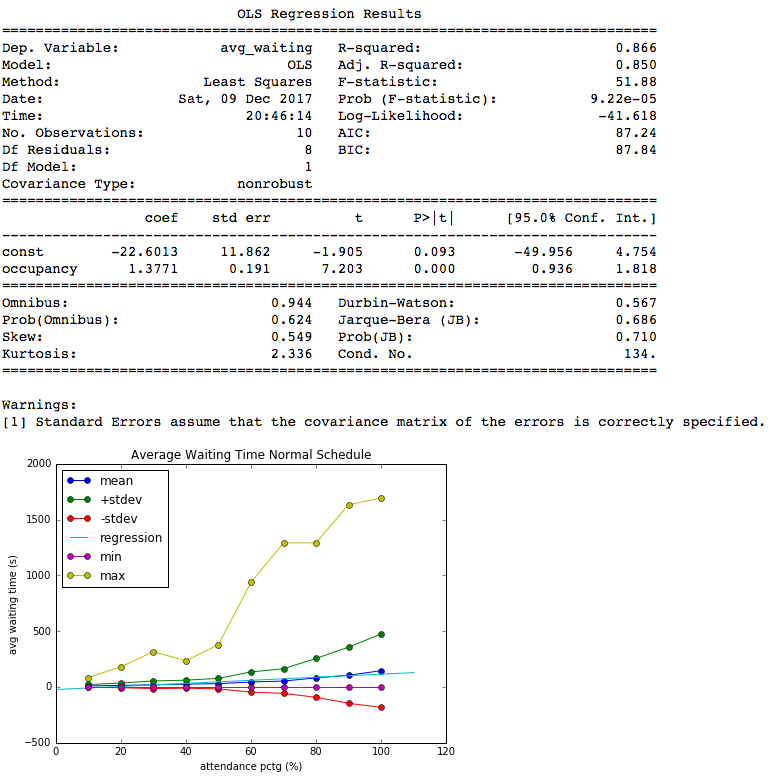 OLS Regression Results
==============================================================================
Dep. Variable: avg_waiting R-squared: 0.866
Model: OLS Adj. R-squared: 0.850
Method: Least Squares F-statistic: 51.88
Date: Sat, 09 Dec 2017 Prob (F-statistic): 9.22e-05
Time: 20:46:14 Log-Likelihood: -41.618
No. Observations: 10 AIC: 87.24
Df Residuals: 8 BIC: 87.84
Df Model: 1
Covariance Type: nonrobust
==============================================================================
coef std err t P>|t| [95.0% Conf. Int.]
------------------------------------------------------------------------------
const -22.6013 11.862 -1.905 0.093 -49.956 4.754
occupancy 1.3771 0.191 7.203 0.000 0.936 1.818
==============================================================================
Omnibus: 0.944 Durbin-Watson: 0.567
Prob(Omnibus): 0.624 Jarque-Bera (JB): 0.686
Skew: 0.549 Prob(JB): 0.710
Kurtosis: 2.336 Cond. No. 134.
==============================================================================
Warnings:
[1] Standard Errors assume that the covariance matrix of the errors is correctly specified.
Average Waiting Time Normal Schedule
mean
+stdev
-stdev
regression
min
max
avg waiting time (s)
2000
1500
1000
500
0
−500
0 20 40 60 80 100 120
attendance pctg (%)